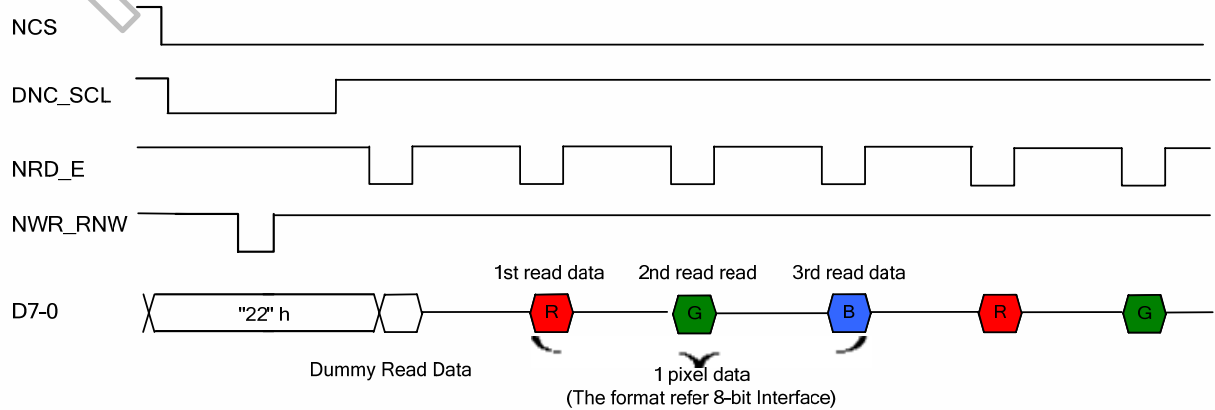 NCS
DNC_SCL
NRD_E
NWR_RNW
1st read data 2nd read read 3rd read data
D7-0 "22" h R G B R G
Dummy Read Data
1 pixel data
(The format refer 8-bit Interface)